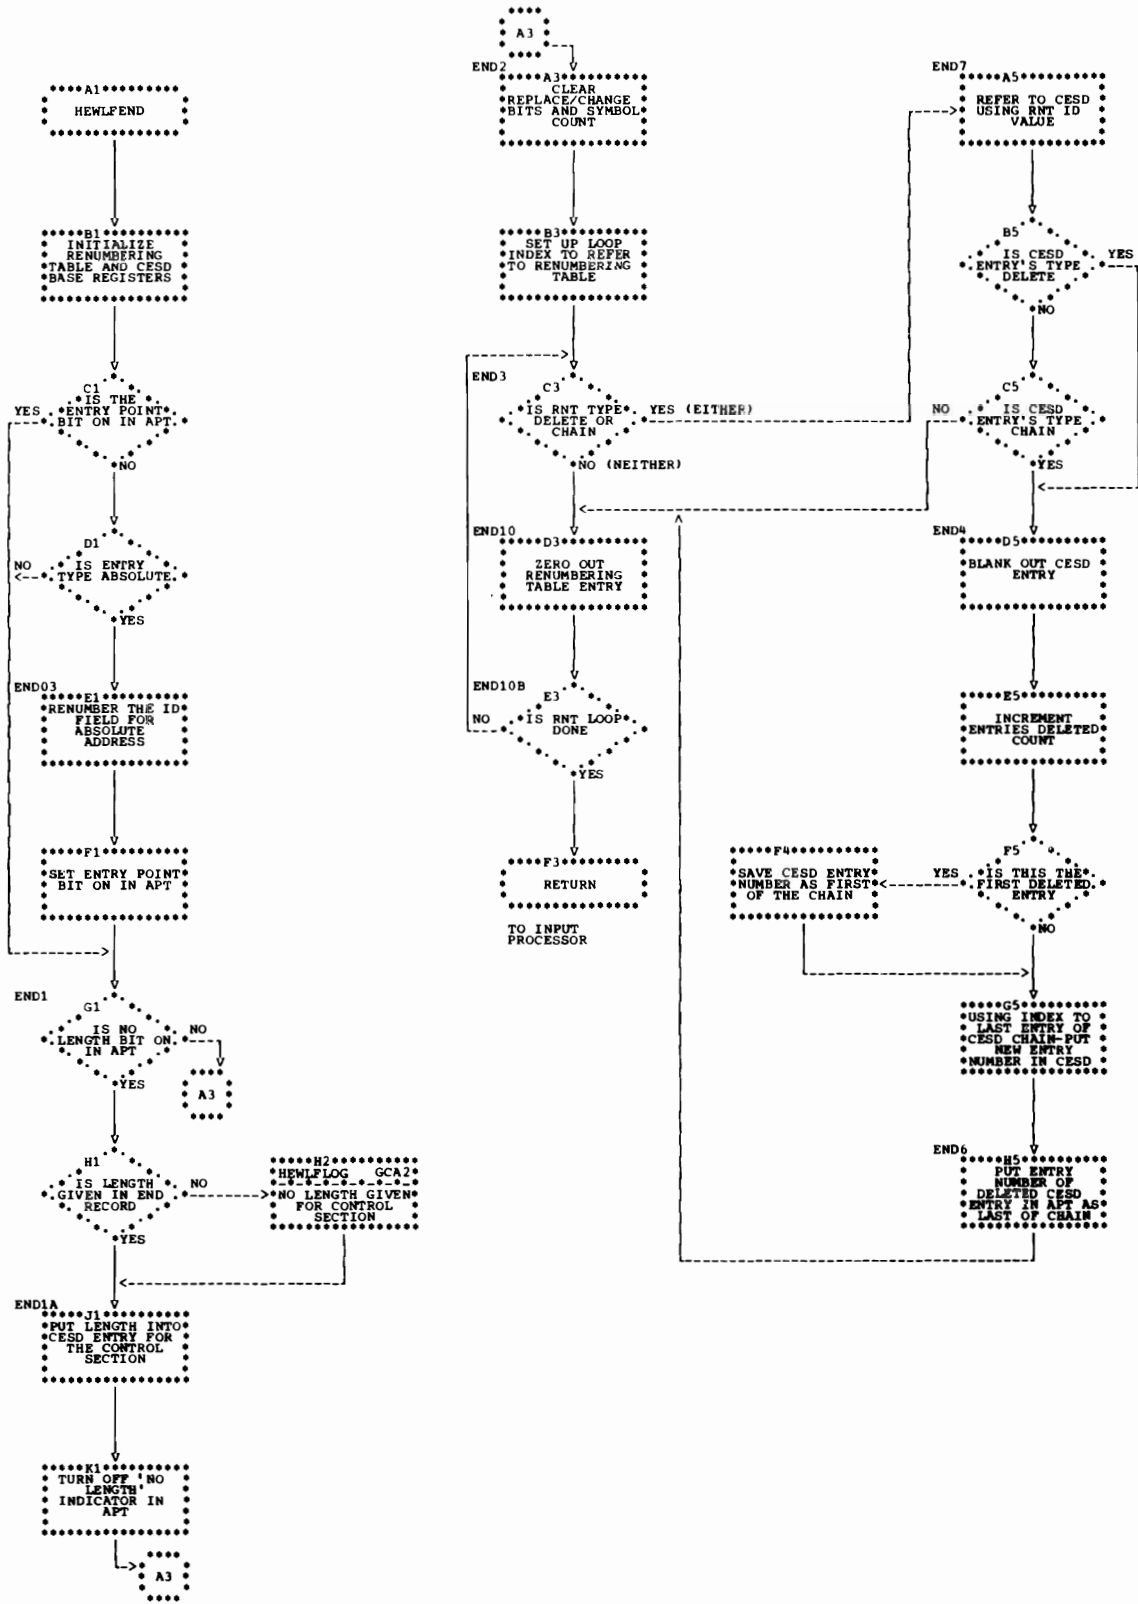 A1
HEWLFEND
B1
INITIALIZE
RENUMBERING
TABLE AND CESD
BASE REGISTERS
C1
IS THE
ENTRY POINT
BIT ON IN APT
YES
NO
D1
IS ENTRY
TYPE ABSOLUTE
NO
YES
END03
E1
RENUMBER THE ID
FIELD FOR
ABSOLUTE
ADDRESS
F1
SET ENTRY POINT
BIT ON IN APT
END1
G1
IS NO
LENGTH BIT ON
IN APT
NO
A3
YES
H1
IS LENGTH
GIVEN IN END
RECORD
NO
YES
H2
HEWLFLOG GCA2
NO LENGTH GIVEN
FOR CONTROL
SECTION
END1A
J1
PUT LENGTH INTO
CESD ENTRY FOR
THE CONTROL
SECTION
K1
TURN OFF 'NO
LENGTH'
INDICATOR IN
APT
A3
A3
END2
A3
CLEAR
REPLACE/CHANGE
BITS AND SYMBOL
COUNT
B3
SET UP LOOP
INDEX TO REFER
TO RENUMBERING
TABLE
END3
C3
IS RNT TYPE
DELETE OR
CHAIN
YES (EITHER)
NO (NEITHER)
END10
D3
ZERO OUT
RENUMBERING
TABLE ENTRY
END10B
E3
IS RNT LOOP
DONE
NO
YES
F3
RETURN
TO INPUT
PROCESSOR
END7
A5
REFER TO CESD
USING RNT ID
VALUE
B5
IS CESD
ENTRY'S TYPE
DELETE
YES
NO
C5
IS CESD
ENTRY'S TYPE
CHAIN
NO
YES
END4
D5
BLANK OUT CESD
ENTRY
E5
INCREMENT
ENTRIES DELETED
COUNT
F5
IS THIS THE
FIRST DELETED
ENTRY
YES
NO
F4
SAVE CESD ENTRY
NUMBER AS FIRST
OF THE CHAIN
G5
USING INDEX TO
LAST ENTRY OF
CESD CHAIN-PUT
NEW ENTRY
NUMBER IN CESD
END6
H5
PUT ENTRY
NUMBER OF
DELETED CESD
ENTRY IN APT AS
LAST OF CHAIN